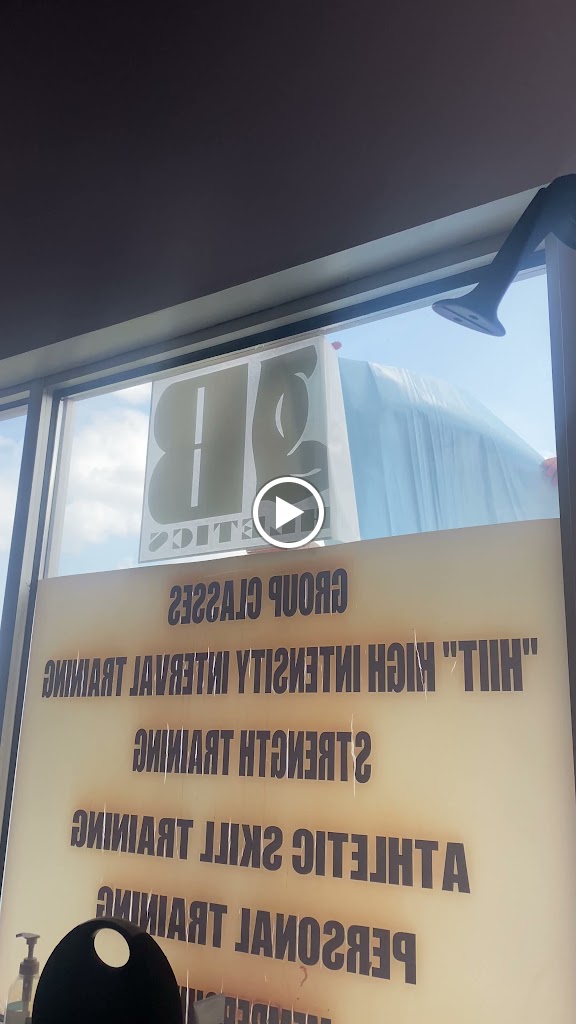 GROUP CLASSES
"HIIT" HIGH INTENSITY INTERVAL TRAINING
STRENGTH TRAINING
ATHLETIC SKILL TRAINING
PERSONAL TRAINING